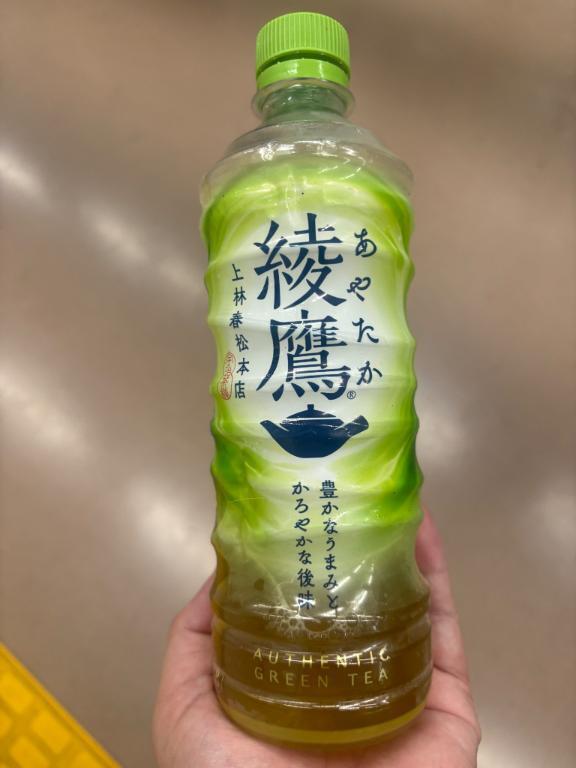 あやたか
綾鷹
®
上林春松本店
豊かなうまみと
かろやかな後味
AUTHENTIC
GREEN TEA